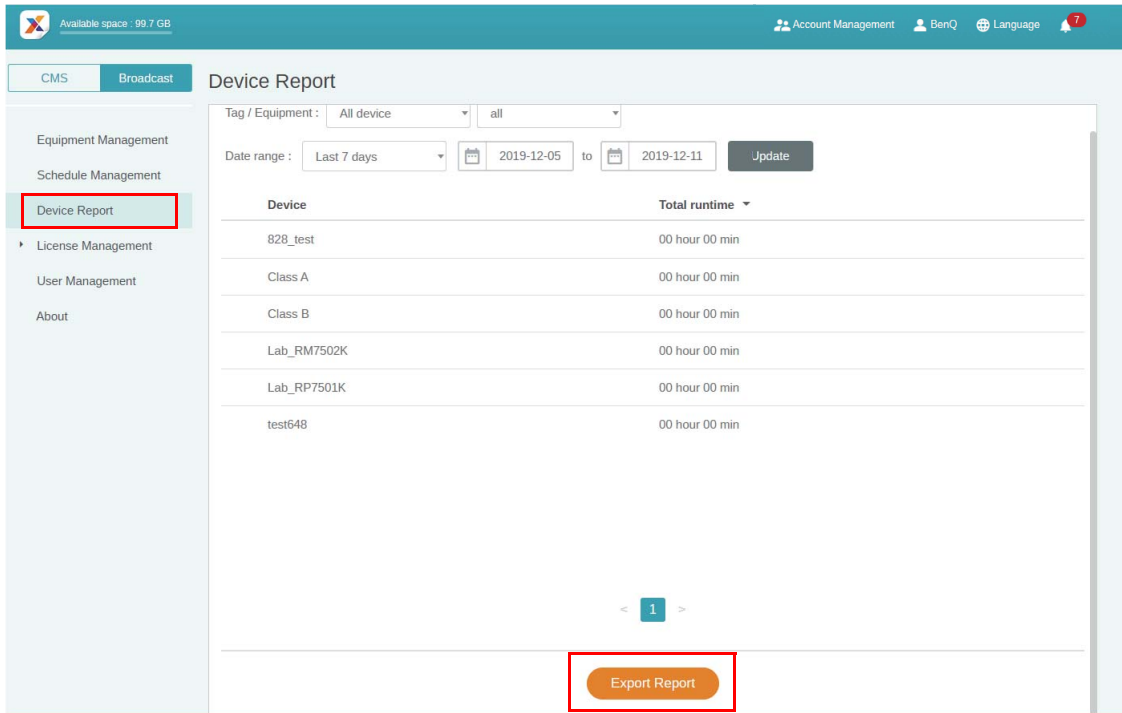 Available space : 99.7 GB
Account Management BenQ Language 7
CMS Broadcast
Device Report
Tag / Equipment : All device all
Equipment Management
Date range : Last 7 days 2019-12-05 to 2019-12-11 Update
Schedule Management
Device Report
License Management
User Management
About
Device Total runtime
828_test 00 hour 00 min
Class A 00 hour 00 min
Class B 00 hour 00 min
Lab_RM7502K 00 hour 00 min
Lab_RP7501K 00 hour 00 min
test648 00 hour 00 min
< 1 >
Export Report